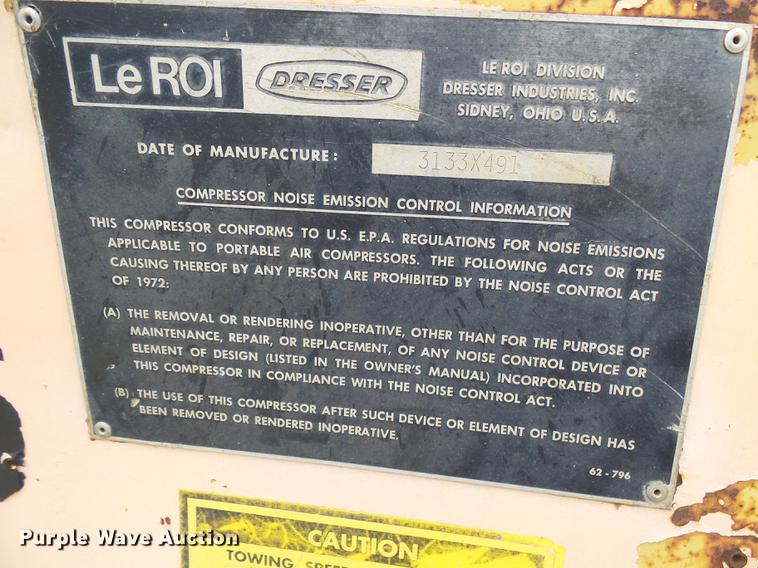 Le ROI
DRESSER
LE ROI DIVISION
DRESSER INDUSTRIES, INC.
SIDNEY, OHIO U.S.A.
DATE OF MANUFACTURE: 3133X491
COMPRESSOR NOISE EMISSION CONTROL INFORMATION
THIS COMPRESSOR CONFORMS TO U.S. E.P.A. REGULATIONS FOR NOISE EMISSIONS
APPLICABLE TO PORTABLE AIR COMPRESSORS. THE FOLLOWING ACTS OR THE
CAUSING THEREOF BY ANY PERSON ARE PROHIBITED BY THE NOISE CONTROL ACT
OF 1972:
(A) THE REMOVAL OR RENDERING INOPERATIVE, OTHER THAN FOR THE PURPOSE OF
MAINTENANCE, REPAIR, OR REPLACEMENT, OF ANY NOISE CONTROL DEVICE OR
ELEMENT OF DESIGN (LISTED IN THE OWNER'S MANUAL) INCORPORATED INTO
THIS COMPRESSOR IN COMPLIANCE WITH THE NOISE CONTROL ACT.
(B) THE USE OF THIS COMPRESSOR AFTER SUCH DEVICE OR ELEMENT OF DESIGN HAS
BEEN REMOVED OR RENDERED INOPERATIVE.
62-796
CAUTION
TOWING
Purple Wave Auction